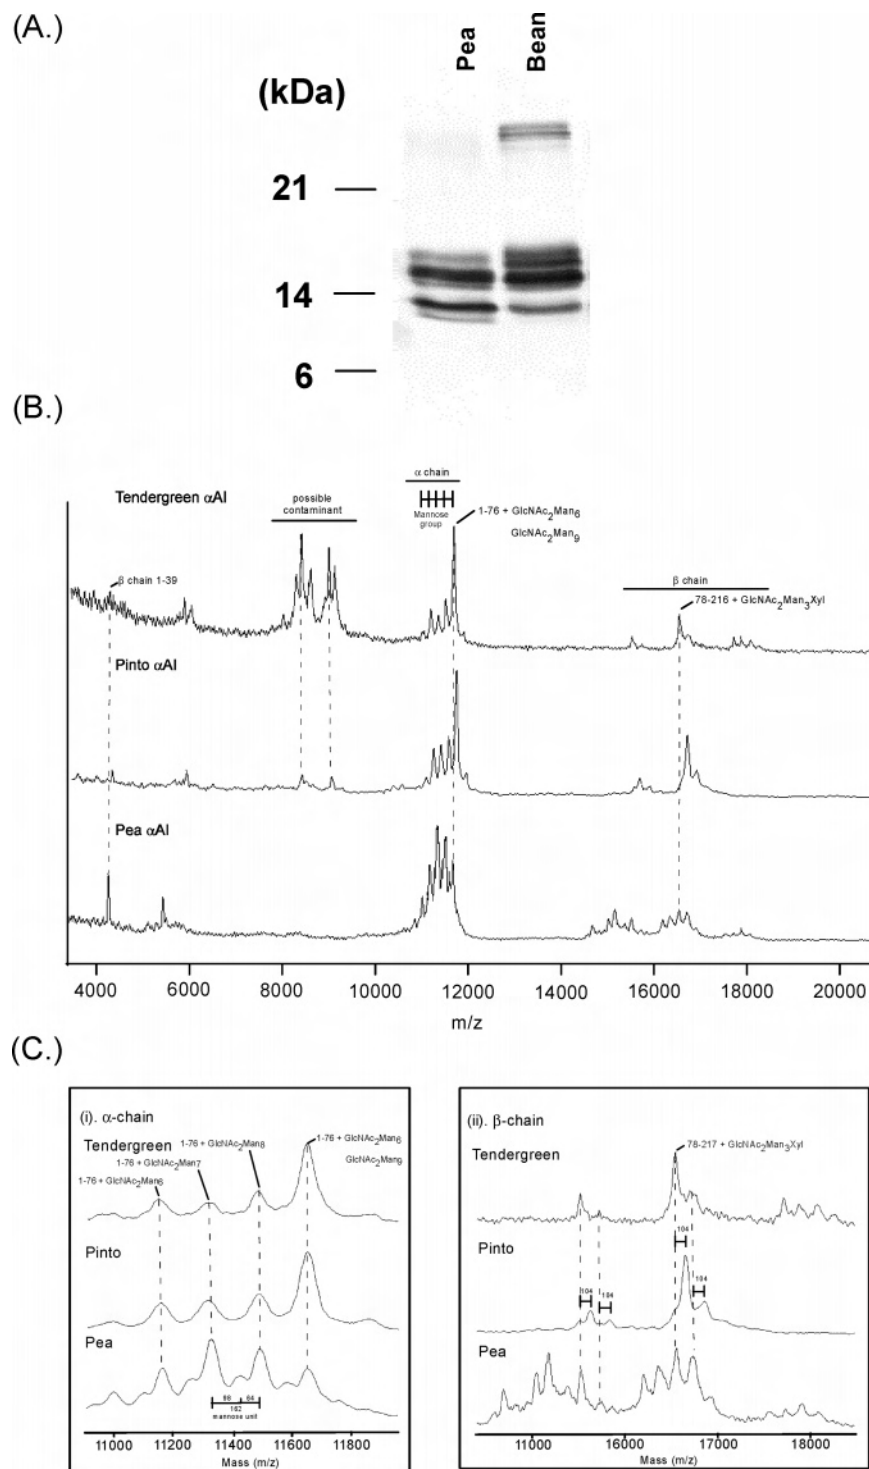 (A.)
Pea
Bean
(kDa)
21
14
6
(B.)
Tendergreen αAI
possible
contaminant
α chain
Mannose
group
1-76 + GlcNAc2Man6
GlcNAc2Man9
β chain 1-39
β chain
78-216 + GlcNAc2Man3Xyl
Pinto αAI
Pea αAI
4000 6000 8000 10000 12000 14000 16000 18000 20000
m/z
(C.)
(i). α-chain
Tendergreen
1-76 + GlcNAc2Man8
1-76 + GlcNAc2Man6
GlcNAc2Man9
1-76 + GlcNAc2Man7
1-76 + GlcNAc2Man6
Pinto
Pea
98 64
162
mannose unit
11000 11200 11400 11600 11800
Mass (m/z)
(ii). β-chain
Tendergreen
78-217 + GlcNAc2Man3Xyl
Pinto
104
104
104
104
Pea
11000 16000 17000 18000
Mass (m/z)